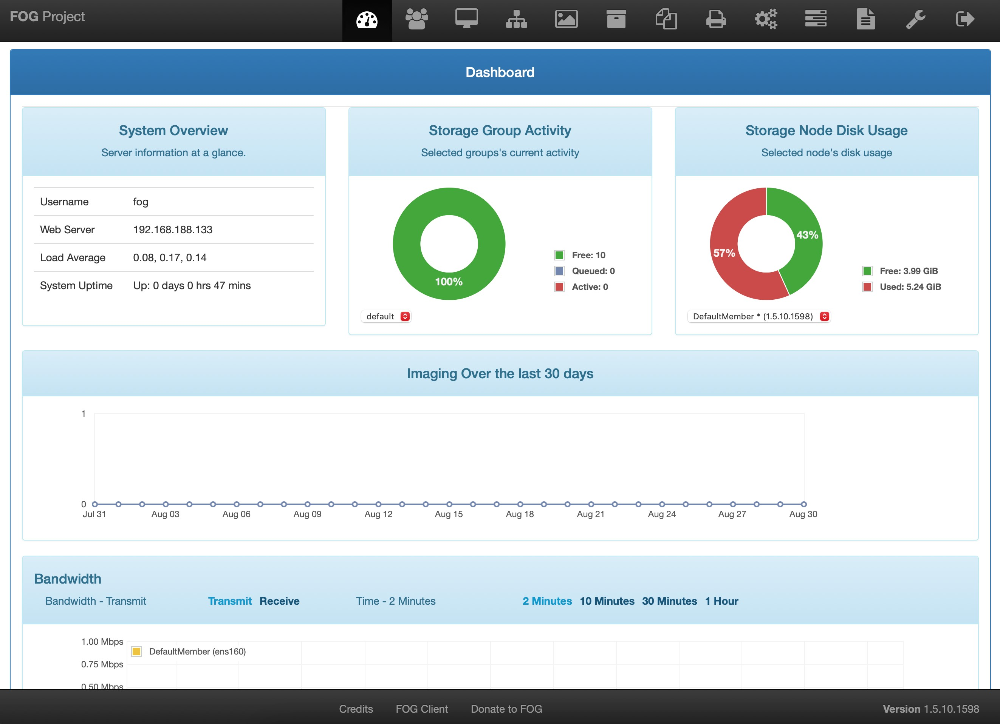 FOG Project
Dashboard
System Overview
Server information at a glance.
Username fog
Web Server 192.168.188.133
Load Average 0.08, 0.17, 0.14
System Uptime Up: 0 days 0 hrs 47 mins
Storage Group Activity
Selected groups's current activity
100%
Free: 10
Queued: 0
Active: 0
default
Storage Node Disk Usage
Selected node's disk usage
43%
57%
Free: 3.99 GiB
Used: 5.24 GiB
DefaultMember * (1.5.10.1598)
Imaging Over the last 30 days
1
0
Jul 31 Aug 03 Aug 06 Aug 09 Aug 12 Aug 15 Aug 18 Aug 21 Aug 24 Aug 27 Aug 30
Bandwidth
Bandwidth - Transmit Transmit Receive Time - 2 Minutes 2 Minutes 10 Minutes 30 Minutes 1 Hour
1.00 Mbps
DefaultMember (ens160)
0.75 Mbps
0.50 Mbps
Credits FOG Client Donate to FOG Version 1.5.10.1598